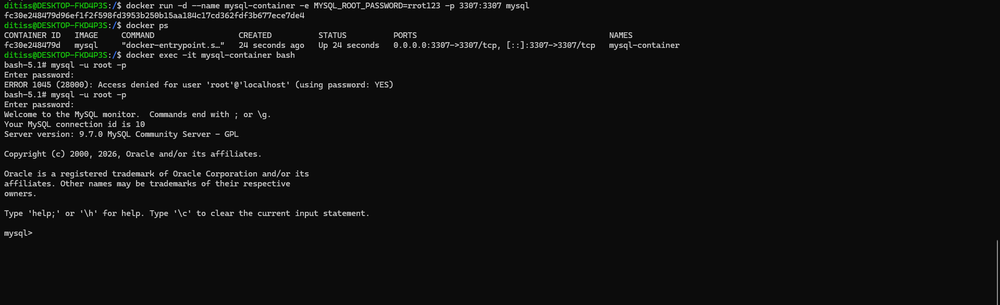 ditiss@DESKTOP-FKD4P3S:/$ docker run -d --name mysql-container -e MYSQL_ROOT_PASSWORD=rrot123 -p 3307:3307 mysql
fc30e248479d96ef1f2f598fd3953b250b15aa184c17cd362fdf3b677ece7de4
ditiss@DESKTOP-FKD4P3S:/$ docker ps
CONTAINER ID   IMAGE     COMMAND                  CREATED          STATUS          PORTS                                         NAMES
fc30e248479d   mysql     "docker-entrypoint.s…"   24 seconds ago   Up 24 seconds   0.0.0.0:3307->3307/tcp, [::]:3307->3307/tcp   mysql-container
ditiss@DESKTOP-FKD4P3S:/$ docker exec -it mysql-container bash
bash-5.1# mysql -u root -p
Enter password:
ERROR 1045 (28000): Access denied for user 'root'@'localhost' (using password: YES)
bash-5.1# mysql -u root -p
Enter password:
Welcome to the MySQL monitor.  Commands end with ; or \g.
Your MySQL connection id is 10
Server version: 9.7.0 MySQL Community Server - GPL

Copyright (c) 2000, 2026, Oracle and/or its affiliates.

Oracle is a registered trademark of Oracle Corporation and/or its
affiliates. Other names may be trademarks of their respective
owners.

Type 'help;' or '\h' for help. Type '\c' to clear the current input statement.

mysql>